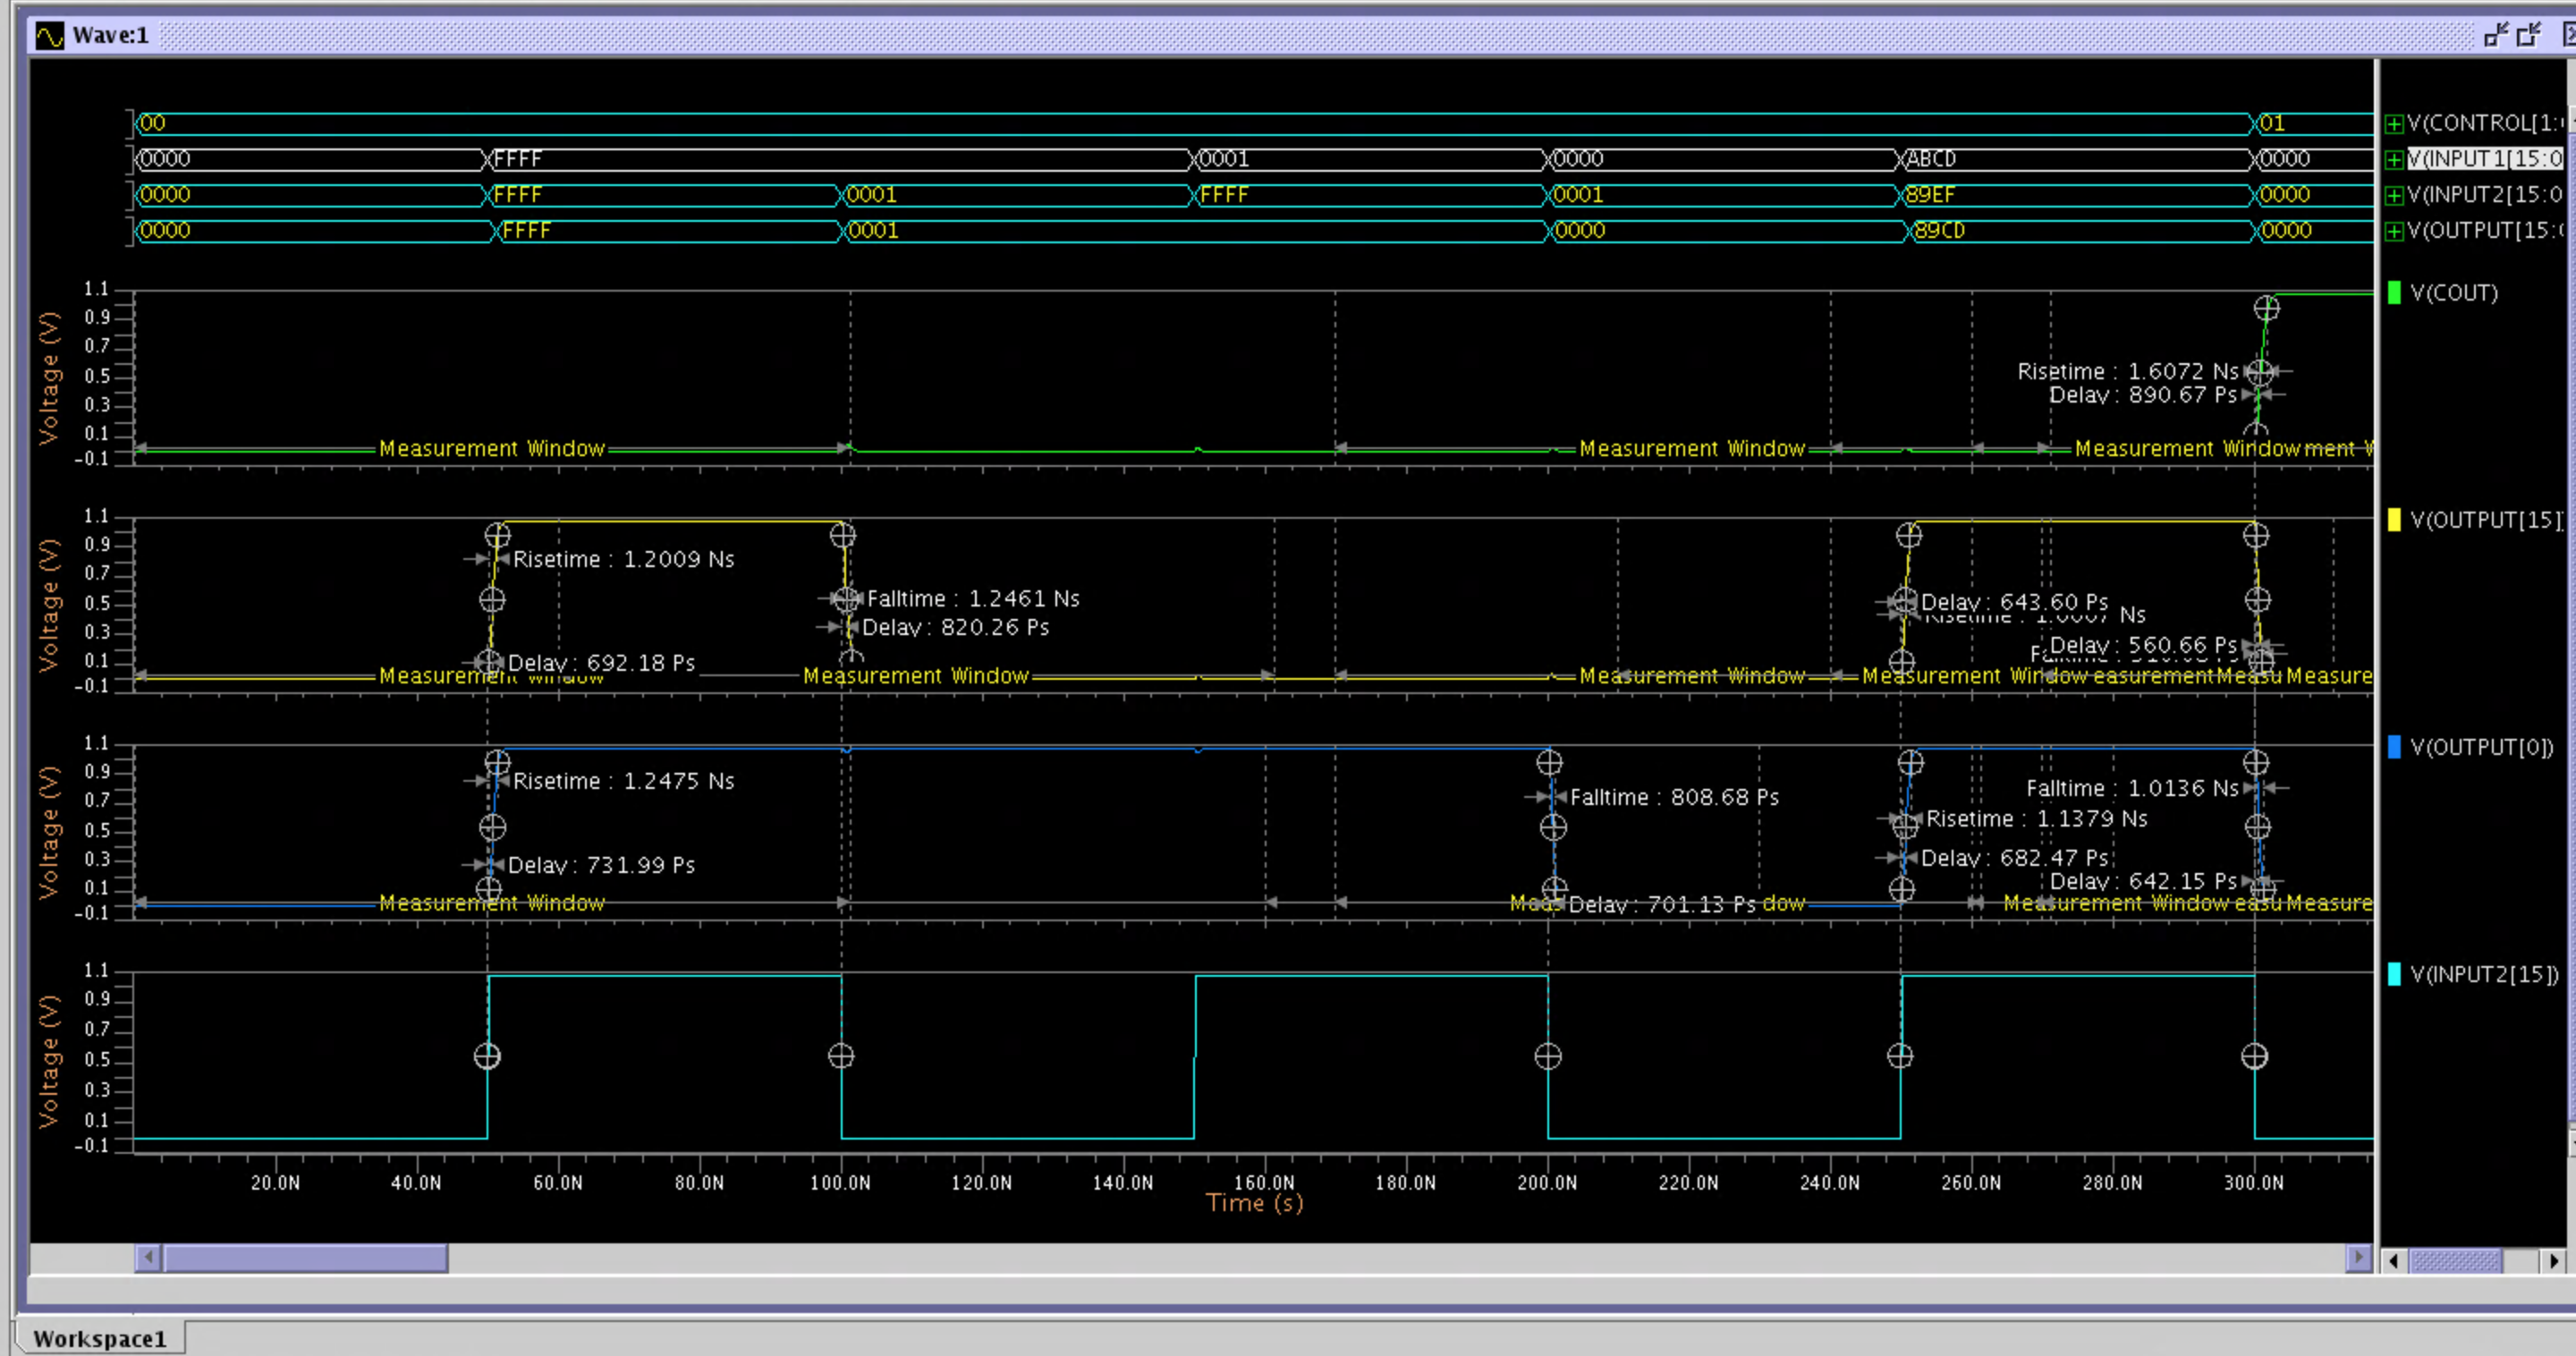 Wave:1
00 01 V(CONTROL[1:
0000 FFFF 0001 0000 ABCD 0000 V(INPUT1[15:0
0000 FFFF 0001 FFFF 0001 89EF 0000 V(INPUT2[15:0
0000 FFFF 0001 0000 89CD 0000 V(OUTPUT[15:
Voltage (V)
1.1
0.9
0.7
0.5
0.3
0.1
-0.1
V(COUT)
Risetime : 1.6072 Ns
Delay : 890.67 Ps
Measurement Window Measurement Window Measurement Window ment W
Voltage (V)
1.1
0.9
0.7
0.5
0.3
0.1
-0.1
V(OUTPUT[15]
Risetime : 1.2009 Ns
Falltime : 1.2461 Ns
Delay : 643.60 Ps
Ns
Delay : 820.26 Ps
Delay : 560.66 Ps
Delay : 692.18 Ps
Measurement Window Measurement Window Measurement Window Measurement Window easurement Measu Measure
Voltage (V)
1.1
0.9
0.7
0.5
0.3
0.1
-0.1
V(OUTPUT[0])
Risetime : 1.2475 Ns
Falltime : 808.68 Ps
Falltime : 1.0136 Ns
Risetime : 1.1379 Ns
Delay : 731.99 Ps
Delay : 682.47 Ps
Delay : 642.15 Ps
Measurement Window Delay : 701.13 Ps dow Measurement Window easu Measure
Voltage (V)
1.1
0.9
0.7
0.5
0.3
0.1
-0.1
V(INPUT2[15])
20.0N 40.0N 60.0N 80.0N 100.0N 120.0N 140.0N 160.0N 180.0N 200.0N 220.0N 240.0N 260.0N 280.0N 300.0N
Time (s)
Workspace1